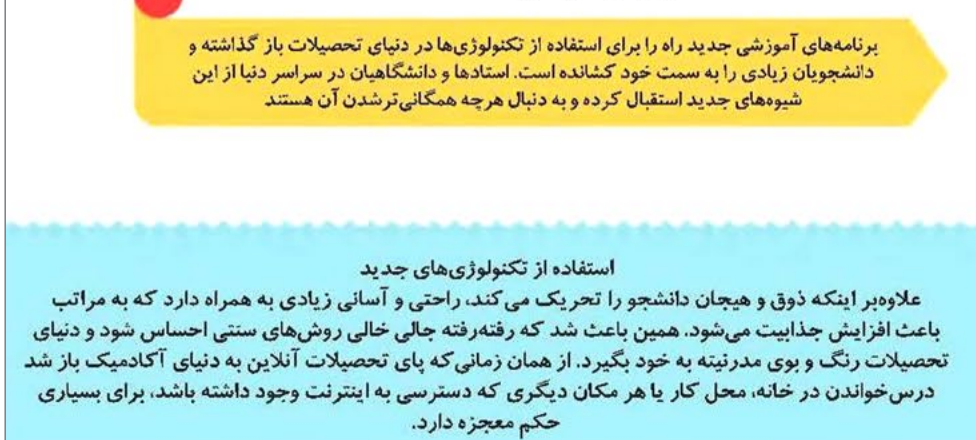 برنامه‌های آموزشی جدید راه را برای استفاده از تکنولوژی‌ها در دنیای تحصیلات باز گذاشته و
دانشجویان زیادی را به سمت خود کشانده است. استادها و دانشگاهیان در سراسر دنیا از این
شیوه‌های جدید استقبال کرده و به دنبال هرچه همگانی‌ترشدن آن هستند
استفاده از تکنولوژی‌های جدید
علاوه‌بر اینکه ذوق و هیجان دانشجو را تحریک می‌کند، راحتی و آسانی زیادی به همراه دارد که به مراتب
باعث افزایش جذابیت می‌شود. همین باعث شد که رفته‌رفته جالی خالی روش‌های سنتی احساس شود و دنیای
تحصیلات رنگ و بوی مدرنیته به خود بگیرد. از همان زمانی‌که پای تحصیلات آنلاین به دنیای آکادمیک باز شد
درس‌خواندن در خانه، محل کار یا هر مکان دیگری که دسترسی به اینترنت وجود داشته باشد، برای بسیاری
حکم معجزه دارد.